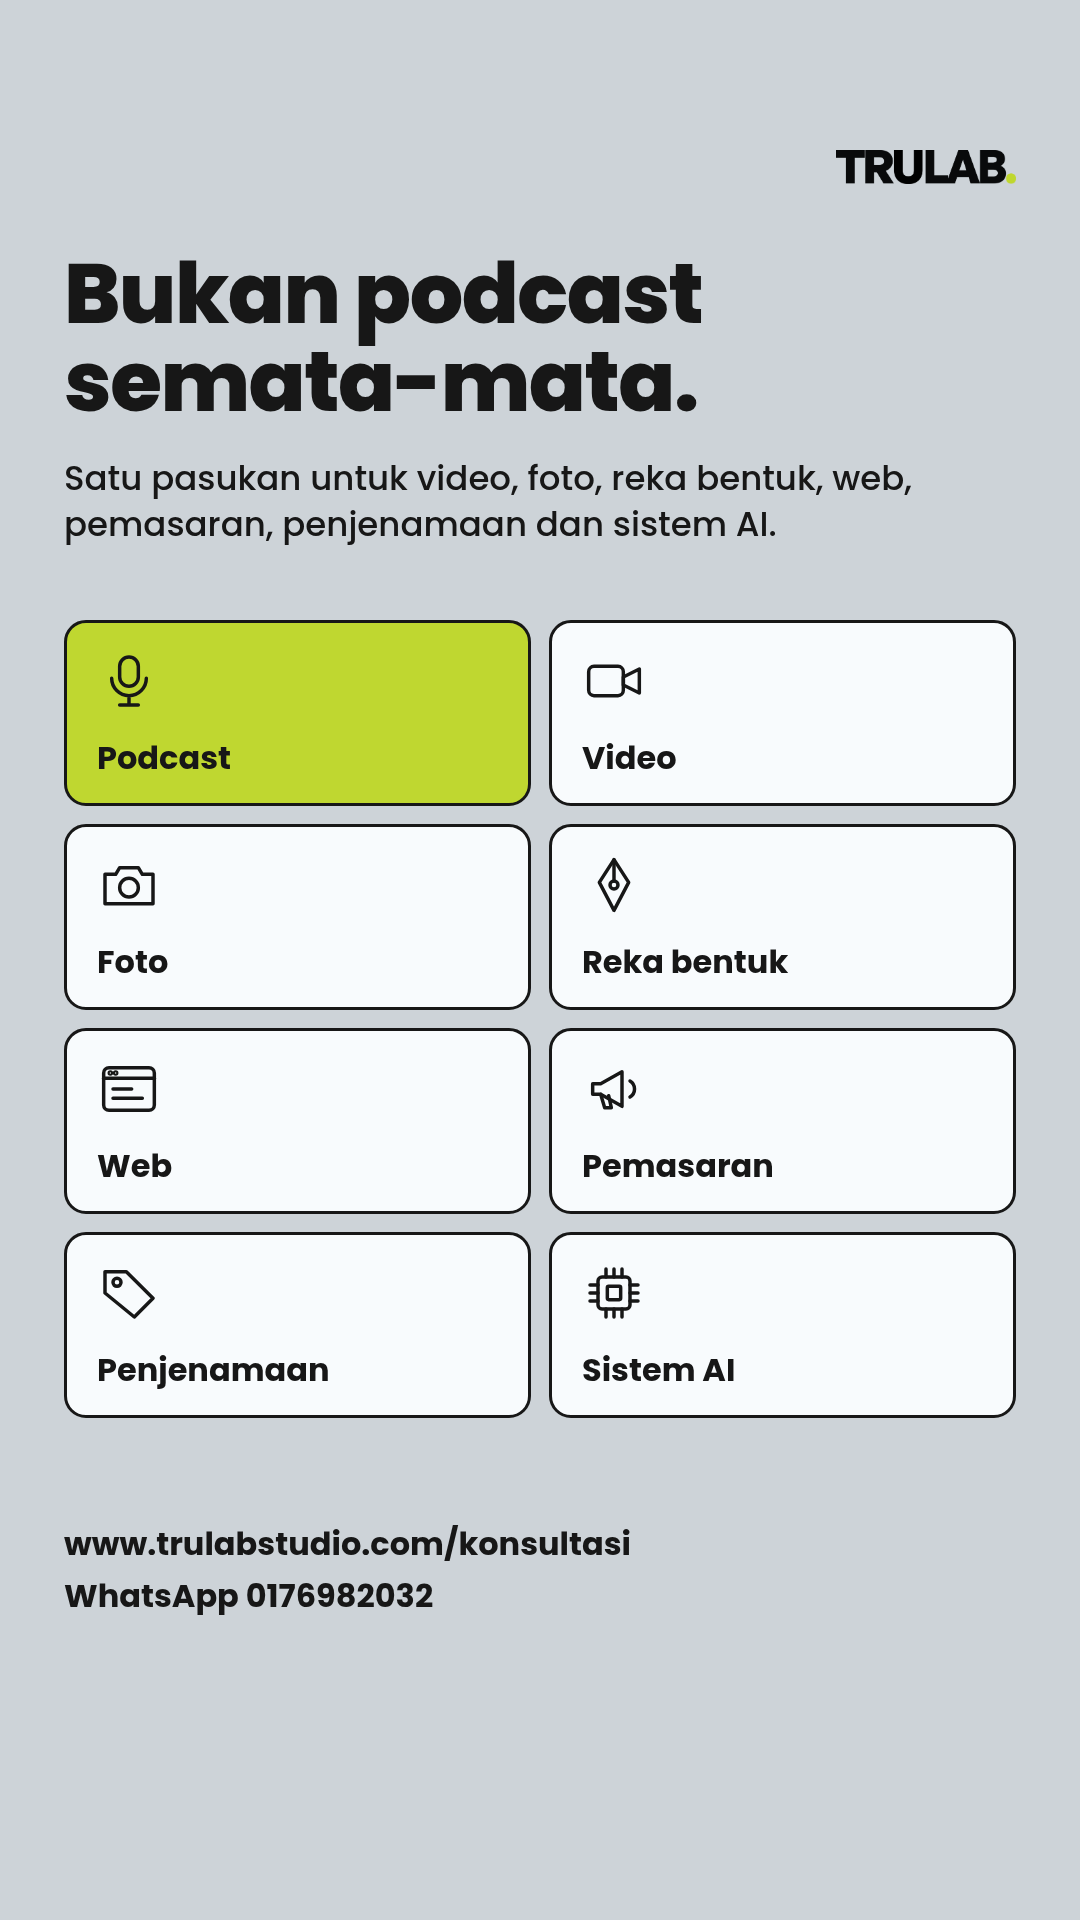 TRULAB.
Bukan podcast
semata-mata.
Satu pasukan untuk video, foto, reka bentuk, web,
pemasaran, penjenamaan dan sistem AI.
Podcast
Video
Foto
Reka bentuk
Web
Pemasaran
Penjenamaan
Sistem AI
www.trulabstudio.com/konsultasi
WhatsApp 0176982032